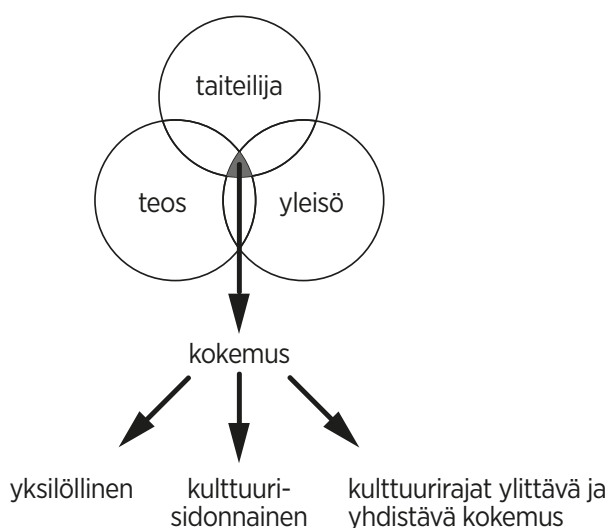 taiteilija
teos
yleisö
kokemus
yksilöllinen
kulttuuri-
sidonnainen
kulttuurirajat ylittävä ja
yhdistävä kokemus